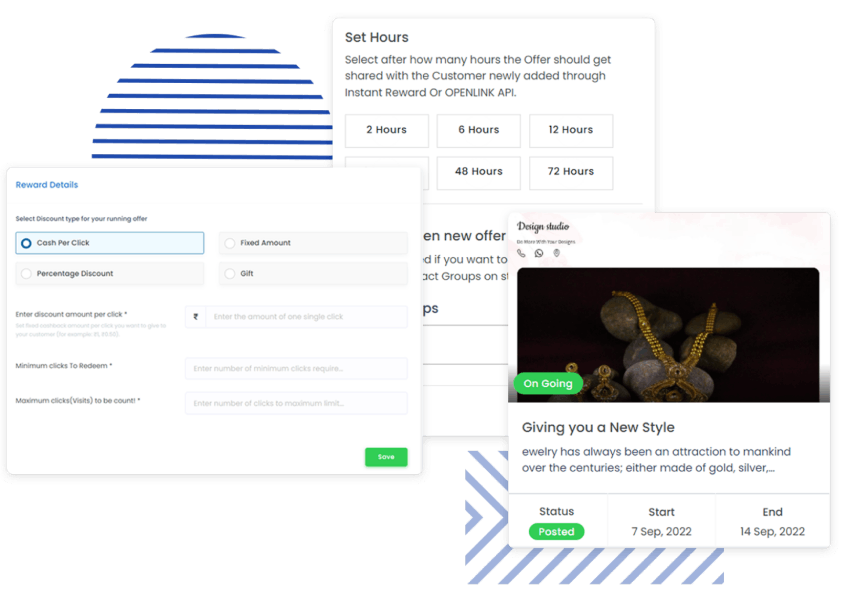 Set Hours
Select after how many hours the Offer should get
shared with the Customer newly added through
Instant Reward Or OPENLINK API.
2 Hours
6 Hours
12 Hours
48 Hours
72 Hours
Reward Details
Select Discount type for your running offer
Cash Per Click
Fixed Amount
Percentage Discount
Gift
Enter discount amount per click *
Set fixed cashback amount per click you want to give to
your customer (for example: ₹1, ₹1.50).
₹
Enter the amount of one single click
Minimum clicks To Redeem *
Enter number of minimum clicks require..
Maximum clicks(Visits) to be count! *
Enter number of clicks to maximum limit...
Save
en new offer
d if you want to
act Groups on st
ps
Design studio
Do More With Your Designs
On Going
Giving you a New Style
ewelry has always been an attraction to mankind
over the centuries; either made of gold, silver,...
Status
Start
End
Posted
7 Sep, 2022
14 Sep, 2022